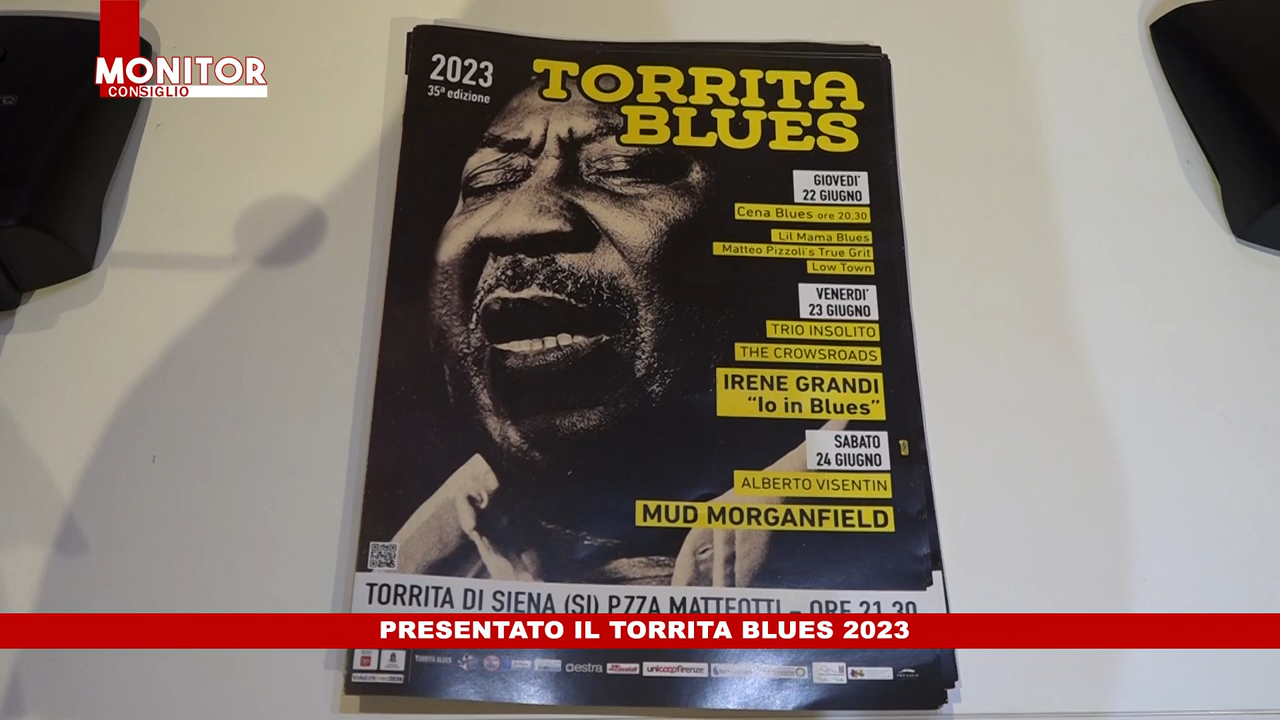 MONITOR
CONSIGLIO
2023
35ª edizione
TORRITA
BLUES
GIOVEDI'
22 GIUGNO
Cena Blues ore 20.30
Lil Mama Blues
Matteo Pizzoli's True Grit
Low Town
VENERDI'
23 GIUGNO
TRIO INSOLITO
THE CROWSROADS
IRENE GRANDI
"Io in Blues"
SABATO
24 GIUGNO
ALBERTO VISENTIN
MUD MORGANFIELD
TORRITA DI SIENA (SI) P.ZZA MATTEOTTI - ORE 21.30
PRESENTATO IL TORRITA BLUES 2023
TORRITA BLUES
estra
unicoopfirenze